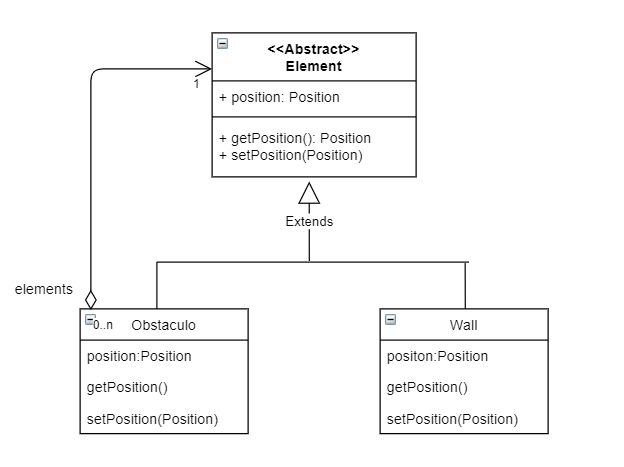 <<Abstract>>
Element
+ position: Position
+ getPosition(): Position
+ setPosition(Position)
1
Extends
elements
0..n
Obstaculo
position:Position
getPosition()
setPosition(Position)
Wall
positon:Position
getPosition()
setPosition(Position)